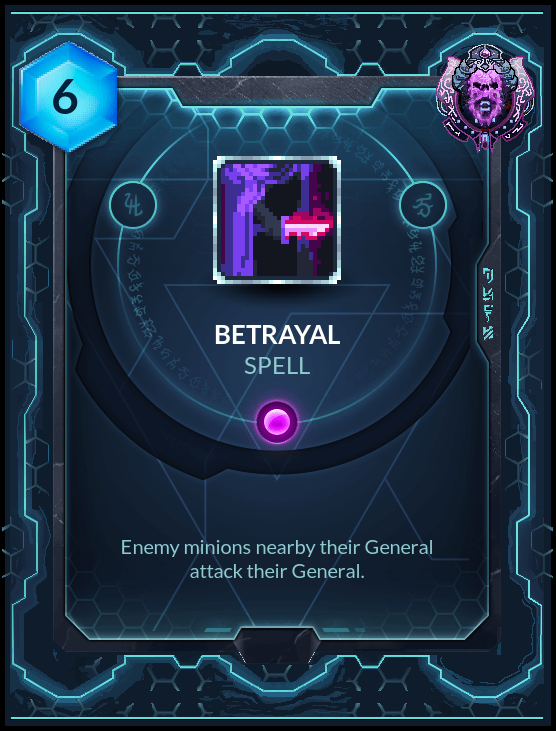 6
BETRAYAL
SPELL
Enemy minions nearby their General
attack their General.